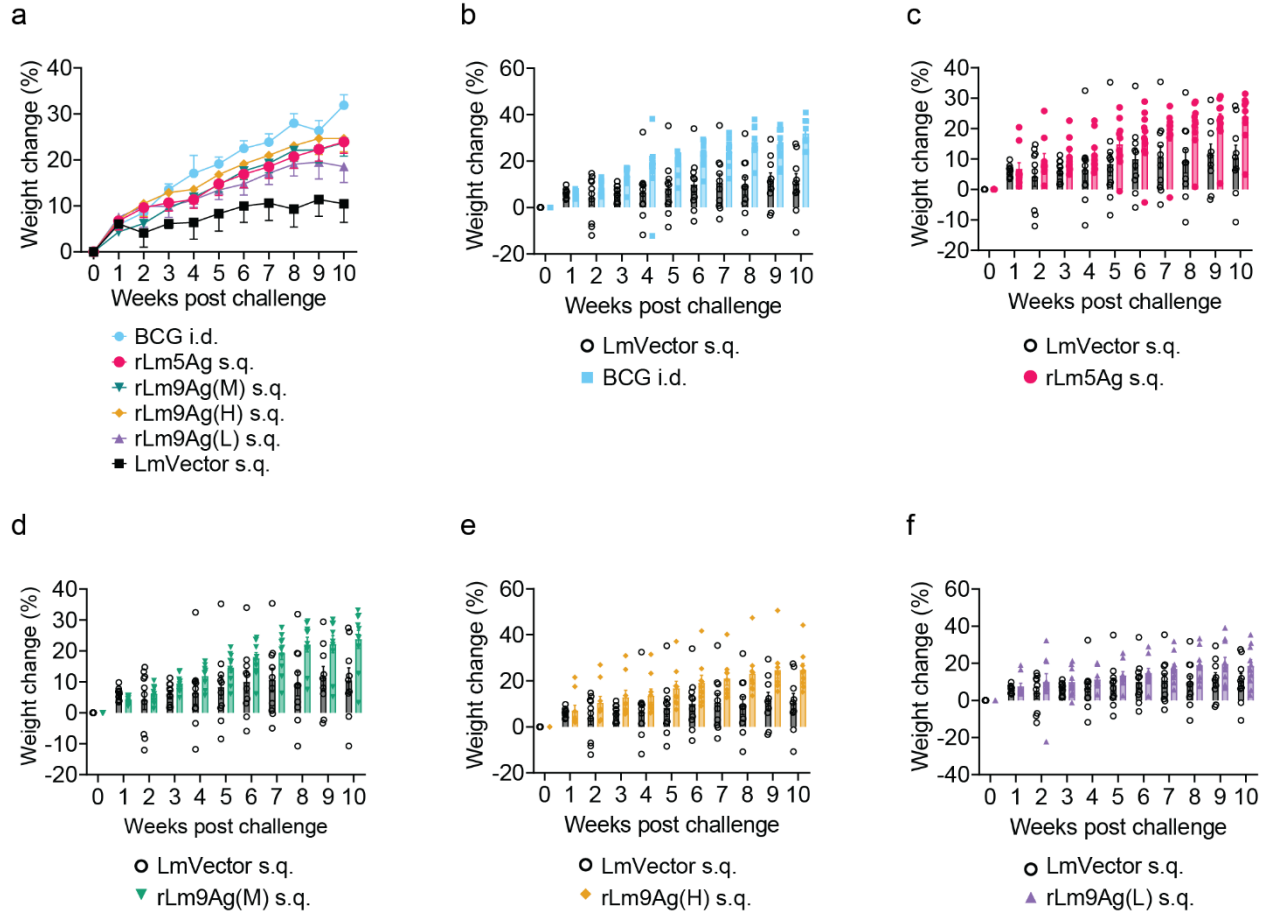 a
Weight change (%)
40
30
20
10
0
0 1 2 3 4 5 6 7 8 9 10
Weeks post challenge
BCG i.d.
rLm5Ag s.q.
rLm9Ag(M) s.q.
rLm9Ag(H) s.q.
rLm9Ag(L) s.q.
LmVector s.q.
b
Weight change (%)
60
40
20
0
-20
0 1 2 3 4 5 6 7 8 9 10
Weeks post challenge
LmVector s.q.
BCG i.d.
c
Weight change (%)
40
30
20
10
0
-10
-20
0 1 2 3 4 5 6 7 8 9 10
Weeks post challenge
LmVector s.q.
rLm5Ag s.q.
d
Weight change (%)
40
30
20
10
0
-10
-20
0 1 2 3 4 5 6 7 8 9 10
Weeks post challenge
LmVector s.q.
rLm9Ag(M) s.q.
e
Weight change (%)
60
40
20
0
-20
0 1 2 3 4 5 6 7 8 9 10
Weeks post challenge
LmVector s.q.
rLm9Ag(H) s.q.
f
Weight change (%)
60
40
20
0
-20
-40
0 1 2 3 4 5 6 7 8 9 10
Weeks post challenge
LmVector s.q.
rLm9Ag(L) s.q.